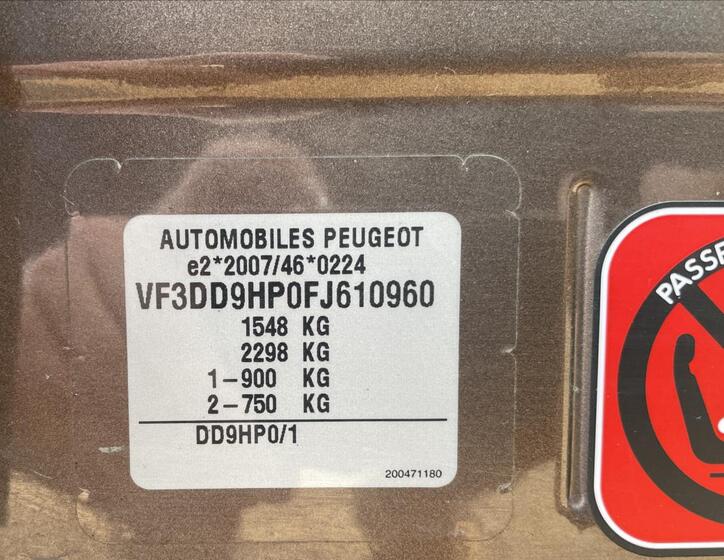 AUTOMOBILES PEUGEOT
e2*2007/46*0224
VF3DD9HP0FJ610960
1548 KG
2298 KG
1-900 KG
2-750 KG
DD9HP0/1
200471180
PASSE